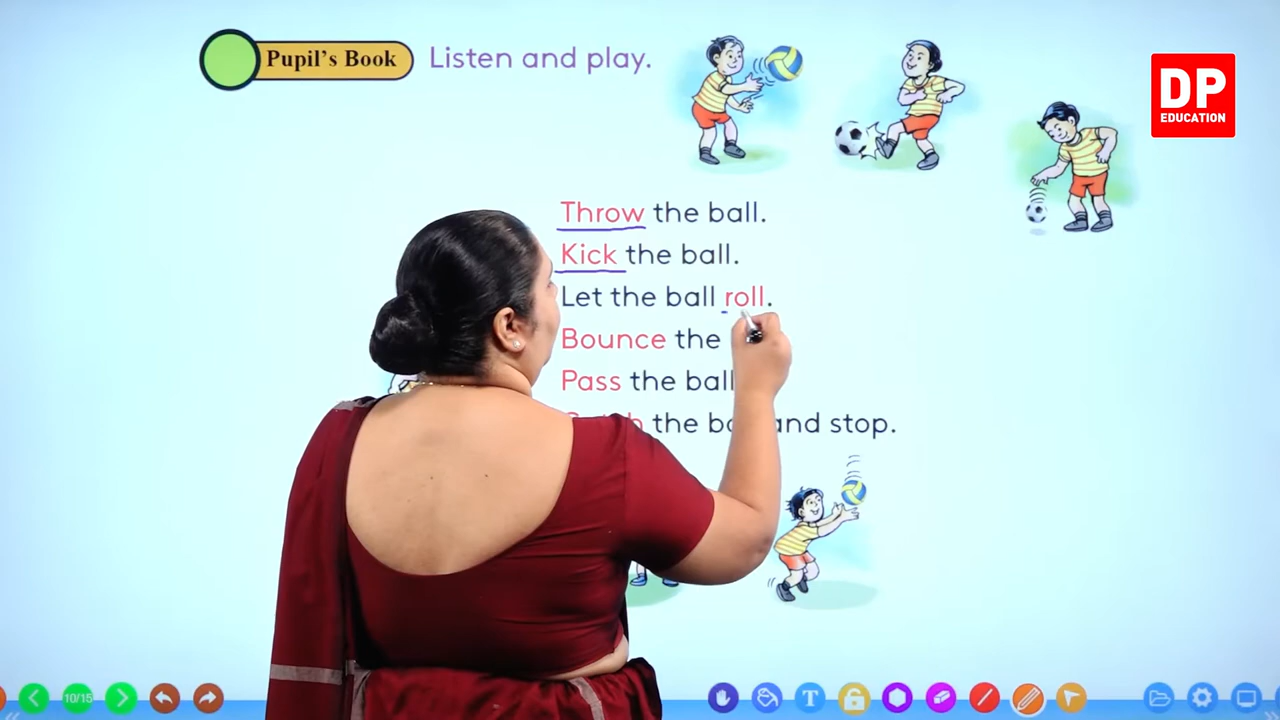 Pupil's Book
Listen and play.
DP
EDUCATION
Throw the ball.
Kick the ball.
Let the ball roll.
Bounce the
Pass the ball
the and stop.
10/15
T